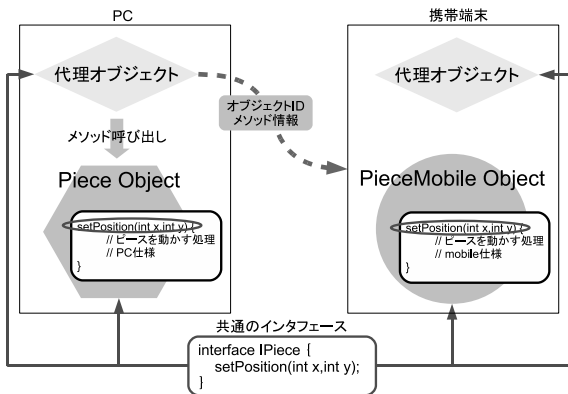 PC
代理オブジェクト
メソッド呼び出し
Piece Object
setPosition(int x,int y) {
// ピースを動かす処理
// PC仕様
}
オブジェクトID
メソッド情報
携帯端末
代理オブジェクト
PieceMobile Object
setPosition(int x,int y) {
// ピースを動かす処理
// mobile仕様
}
共通のインタフェース
interface IPiece {
setPosition(int x,int y);
}